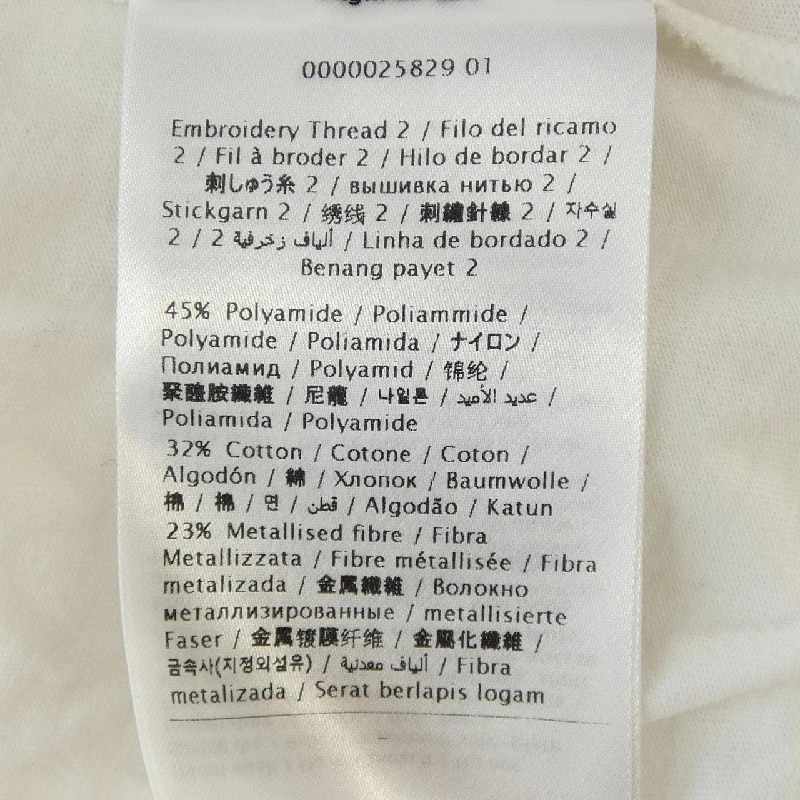 0000025829 01
Embroidery Thread 2 / Filo del ricamo
2 / Fil à broder 2 / Hilo de bordar 2 /
刺しゅう糸 2 / вышивка нитью 2 /
Stickgarn 2 / 绣线 2 / 刺繡針線 2 / 자수실
2 / ألياف زخرفية 2 / Linha de bordado 2 /
Benang payet 2
45% Polyamide / Poliammide /
Polyamide / Poliamida / ナイロン /
Полиамид / Polyamid / 锦纶 /
聚醯胺纖維 / 尼龍 / 나일론 / عديد الأميد /
Poliamida / Polyamide
32% Cotton / Cotone / Coton /
Algodón / 綿 / Хлопок / Baumwolle /
棉 / 棉 / 면 / قطن / Algodão / Katun
23% Metallised fibre / Fibra
Metallizzata / Fibre métallisée / Fibra
metalizada / 金属繊維 / Волокно
металлизированные / metallisierte
Faser / 金属镀膜纤维 / 金屬化纖維 /
금속사(지정외섬유) / ألياف معدنية / Fibra
metalizada / Serat berlapis logam